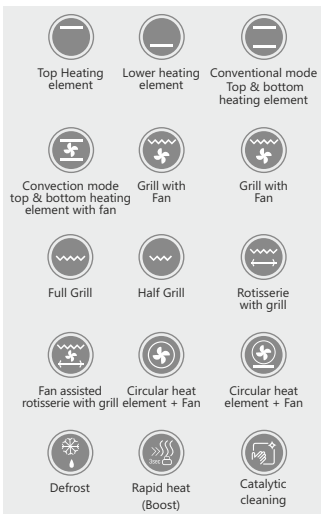 Top Heating
element
Lower heating
element
Conventional mode
Top & bottom
heating element
Convection mode
top & bottom heating
element with fan
Grill with
Fan
Grill with
Fan
Full Grill
Half Grill
Rotisserie
with grill
Fan assisted
rotisserie with grill
Circular heat
element + Fan
Circular heat
element + Fan
Defrost
Rapid heat
(Boost)
Catalytic
cleaning